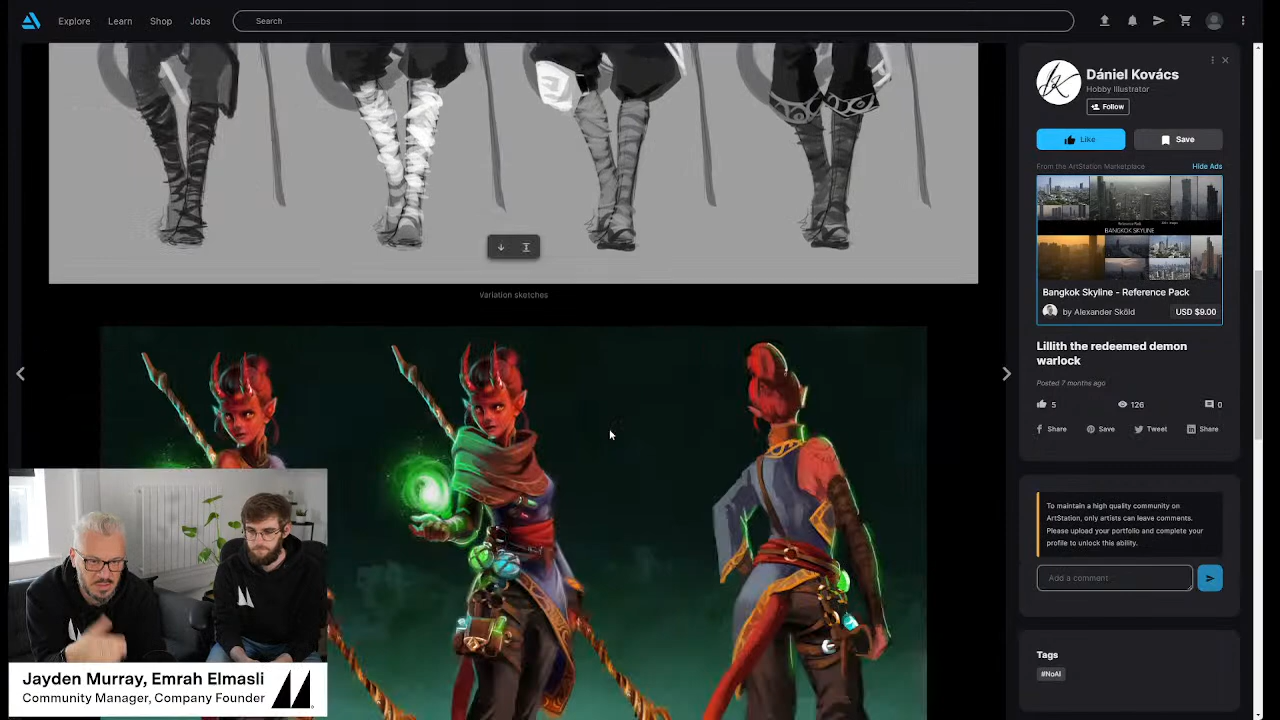 Explore
Learn
Shop
Jobs
Search
Variation sketches
Dániel Kovács
Hobby Illustrator
Follow
Like
Save
From the ArtStation Marketplace
Hide Ads
BANGKOK SKYLINE
Bangkok Skyline - Reference Pack
by Alexander Sköld
USD $9.00
Lillith the redeemed demon
warlock
Posted 7 months ago
5
126
0
Share
Save
Tweet
Share
To maintain a high quality community on
ArtStation, only artists can leave comments.
Please upload your portfolio and complete your
profile to unlock this ability.
Add a comment
Tags
#NoAI
Jayden Murray, Emrah Elmasli
Community Manager, Company Founder